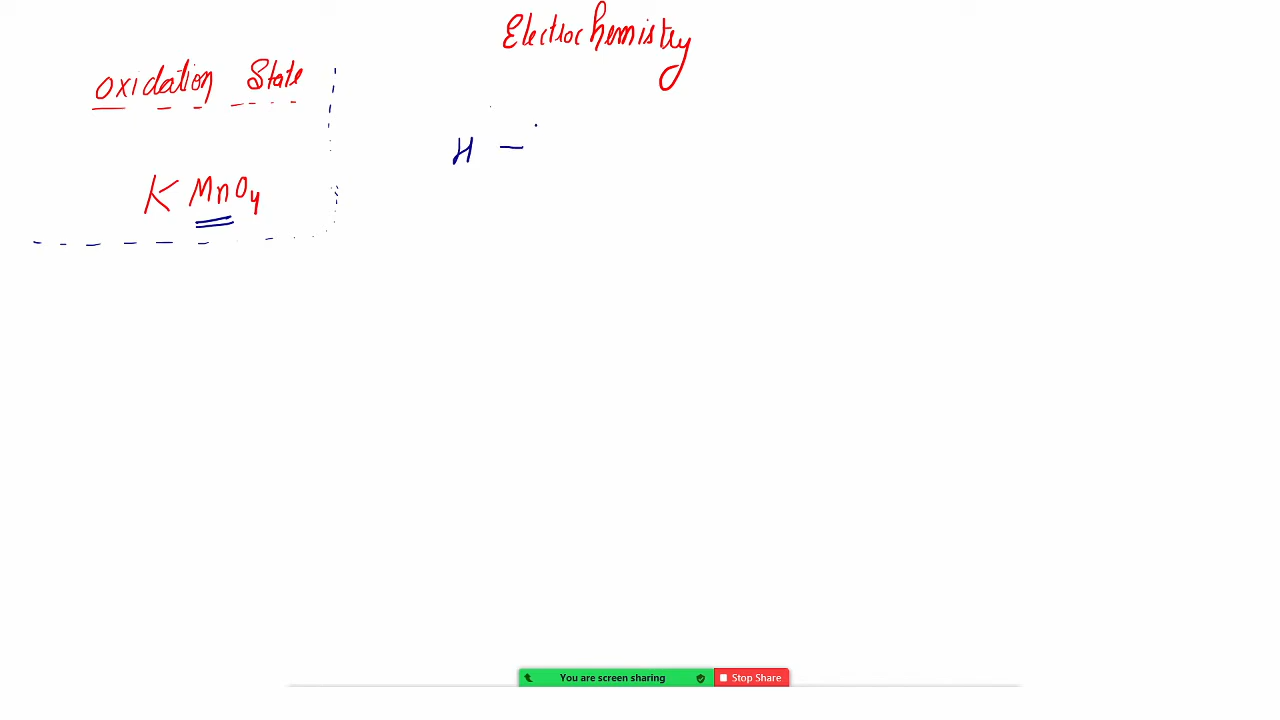 Electrochemistry
Oxidation State
H -
KMnO4
You are screen sharing
Stop Share